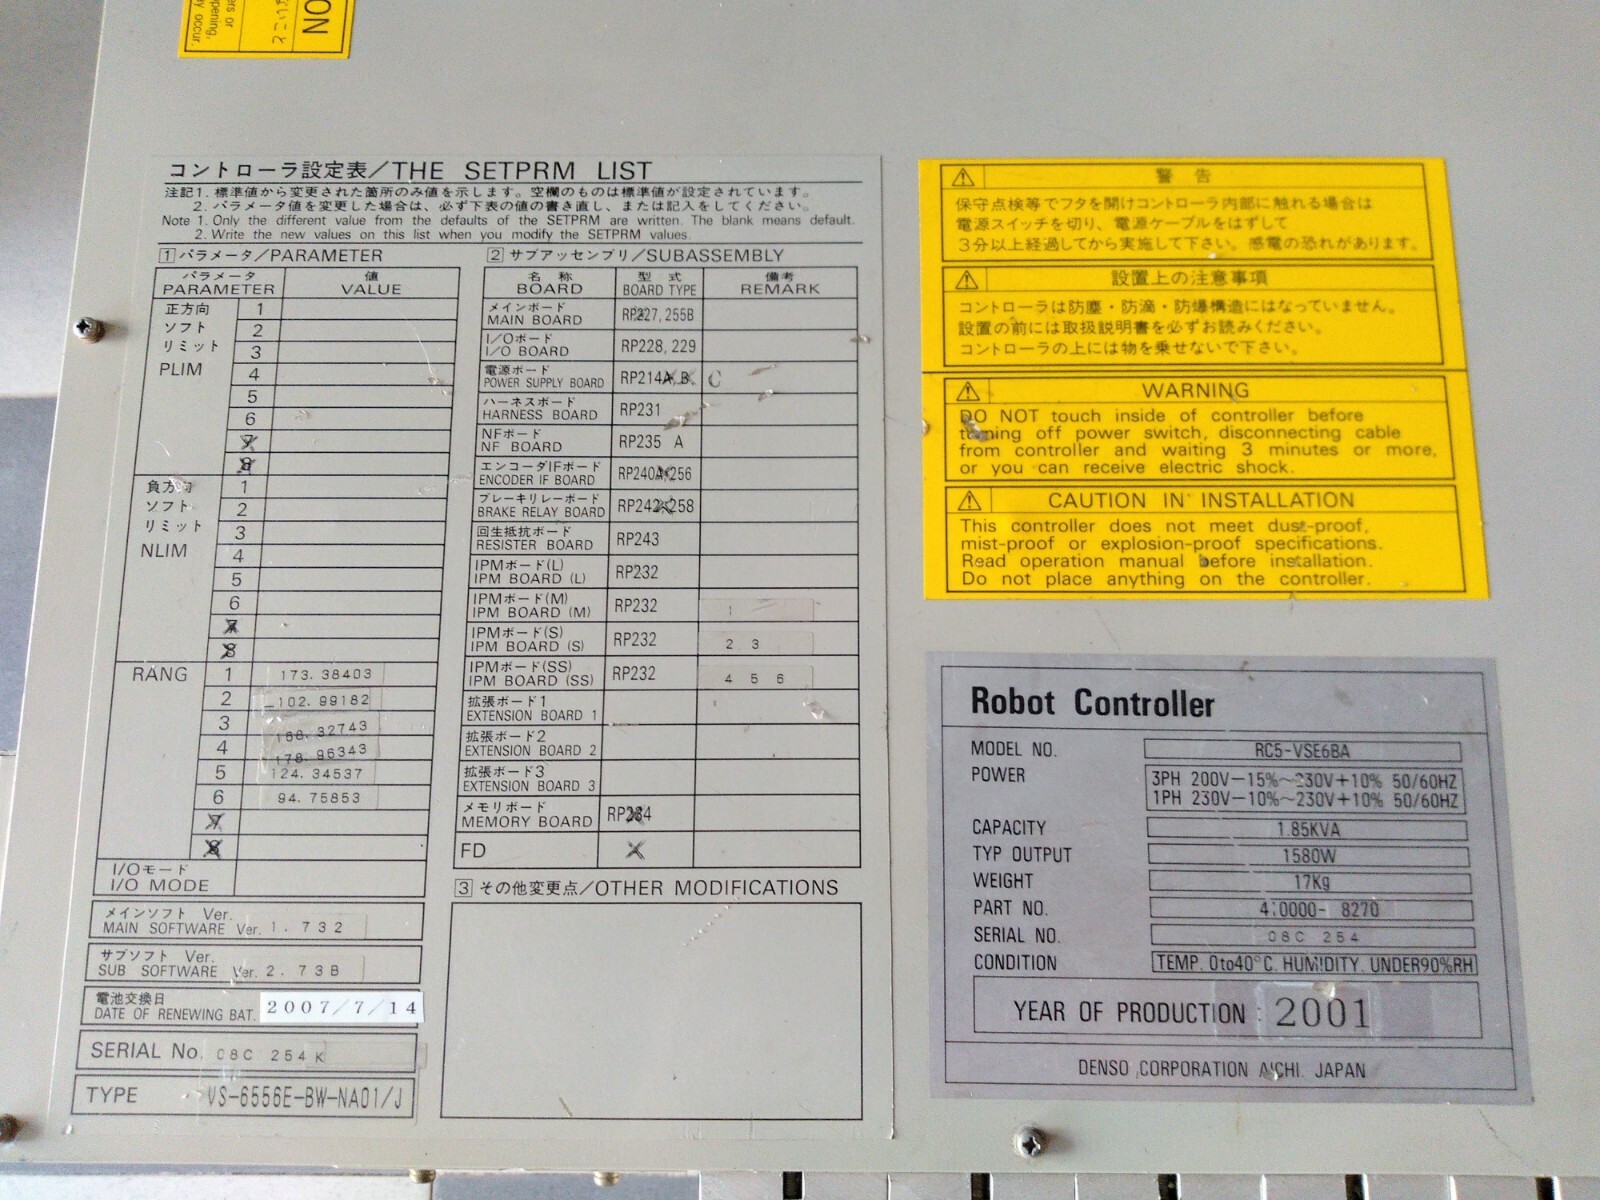 ON
ないこと
ers or
pening,
y occur.
コントローラ設定表/THE SETPRM LIST
注記1. 標準値から変更された箇所のみ値を示します。空欄のものは標準値が設定されています。
2. パラメータ値を変更した場合は、必ず下表の値の書き直し、または記入をしてください。
Note 1. Only the different value from the defaults of the SETPRM are written. The blank means default.
2. Write the new values on this list when you modify the SETPRM values.
1 パラメータ/PARAMETER
パラメータ 値
PARAMETER VALUE
正方向 1
ソフト 2
リミット 3
PLIM 4
5
6
7
8
負方向 1
ソフト 2
リミット 3
NLIM 4
5
6
7
8
RANG 1 173.38403
2 -102.99182
3 168.32743
4 178.96343
5 124.34537
6 94.75853
7
8
I/Oモード
I/O MODE
メインソフト Ver.
MAIN SOFTWARE Ver. 1.732
サブソフト Ver.
SUB SOFTWARE Ver. 2.73B
電池交換日
DATE OF RENEWING BAT. 2007/7/14
SERIAL No. 08C 254K
TYPE VS-6556E-BW-NA01/J
2 サブアッセンブリ/SUBASSEMBLY
名称 型式 備考
BOARD BOARD TYPE REMARK
メインボード
MAIN BOARD RP227, 255B
I/Oボード
I/O BOARD RP228, 229
電源ボード
POWER SUPPLY BOARD RP214A, B. C
ハーネスボード
HARNESS BOARD RP231
NFボード
NF BOARD RP235 A
エンコーダIFボード
ENCODER IF BOARD RP240A, 256
ブレーキリレーボード
BRAKE RELAY BOARD RP242, 258
回生抵抗ボード
RESISTER BOARD RP243
IPMボード(L)
IPM BOARD (L) RP232
IPMボード(M)
IPM BOARD (M) RP232 1
IPMボード(S)
IPM BOARD (S) RP232 2 3
IPMボード(SS)
IPM BOARD (SS) RP232 4 5 6
拡張ボード1
EXTENSION BOARD 1
拡張ボード2
EXTENSION BOARD 2
拡張ボード3
EXTENSION BOARD 3
メモリボード
MEMORY BOARD RP234
FD
3 その他変更点/OTHER MODIFICATIONS
警告
保守点検等でフタを開けコントローラ内部に触れる場合は
電源スイッチを切り、電源ケーブルをはずして
3分以上経過してから実施して下さい。感電の恐れがあります。
設置上の注意事項
コントローラは防塵・防滴・防爆構造にはなっていません。
設置の前には取扱説明書を必ずお読みください。
コントローラの上には物を乗せないで下さい。
WARNING
DO NOT touch inside of controller before
turning off power switch, disconnecting cable
from controller and waiting 3 minutes or more,
or you can receive electric shock.
CAUTION IN INSTALLATION
This controller does not meet dust-proof,
mist-proof or explosion-proof specifications.
Read operation manual before installation.
Do not place anything on the controller.
Robot Controller
MODEL NO. RC5-VSE6BA
POWER 3PH 200V-15%~230V+10% 50/60HZ
1PH 230V-10%~230V+10% 50/60HZ
CAPACITY 1.85KVA
TYP OUTPUT 1580W
WEIGHT 17Kg
PART NO. 410000- 8270
SERIAL NO. 08C 254
CONDITION TEMP. 0to40°C. HUMIDITY. UNDER90%RH
YEAR OF PRODUCTION : 2001
DENSO CORPORATION AICHI JAPAN